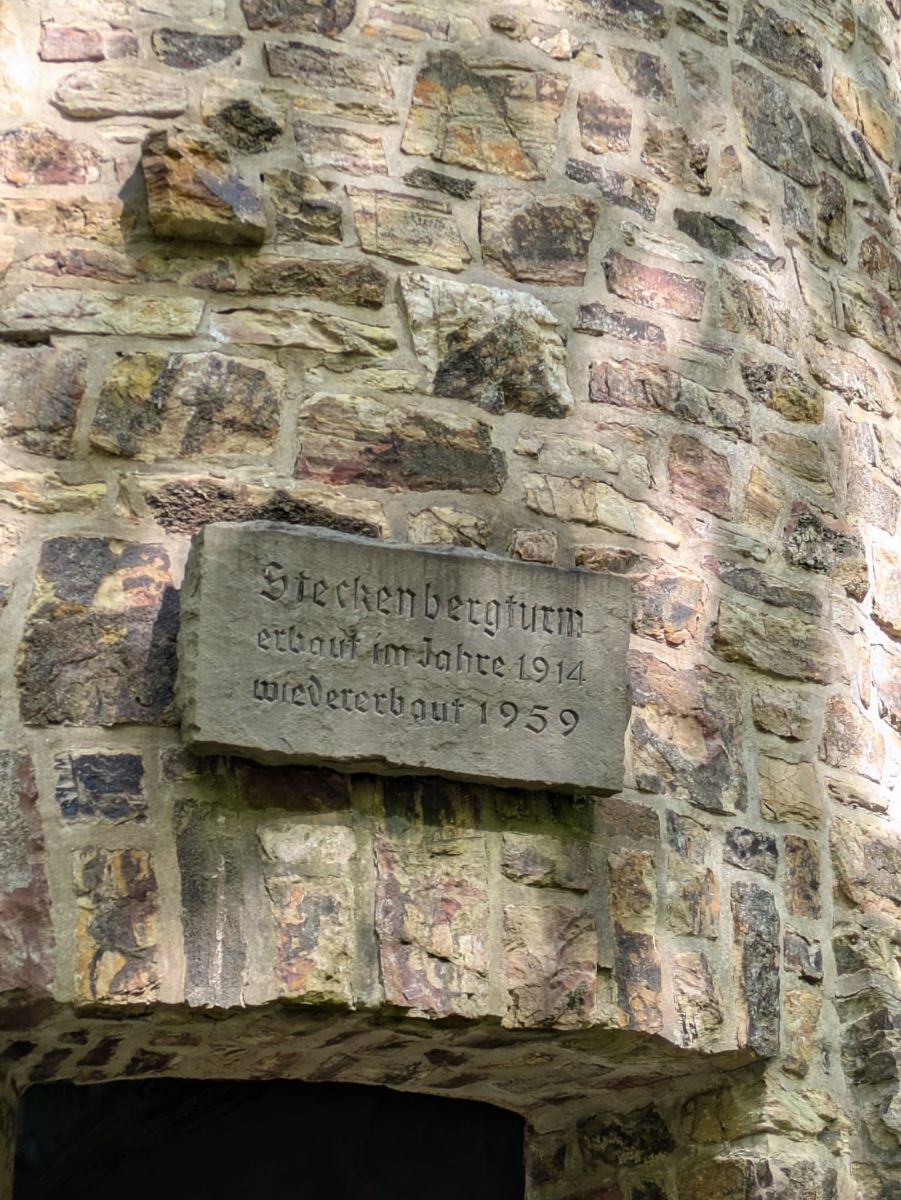 Steckenbergturm
erbaut im Jahre 1914
wiedererbaut 1959